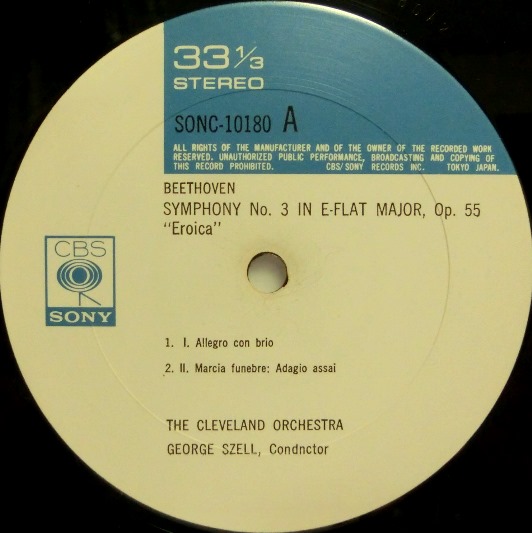 33 1/3
STEREO
SONC-10180 A
ALL RIGHTS OF THE MANUFACTURER AND OF THE OWNER OF THE RECORDED WORK
RESERVED. UNAUTHORIZED PUBLIC PERFORMANCE, BROADCASTING AND COPYING OF
THIS RECORD PROHIBITED. CBS/SONY RECORDS INC. TOKYO JAPAN.
BEETHOVEN
SYMPHONY No. 3 IN E-FLAT MAJOR, Op. 55
"Eroica"
CBS
SONY
1. I. Allegro con brio
2. II. Marcia funebre: Adagio assai
THE CLEVELAND ORCHESTRA
GEORGE SZELL, Condnctor